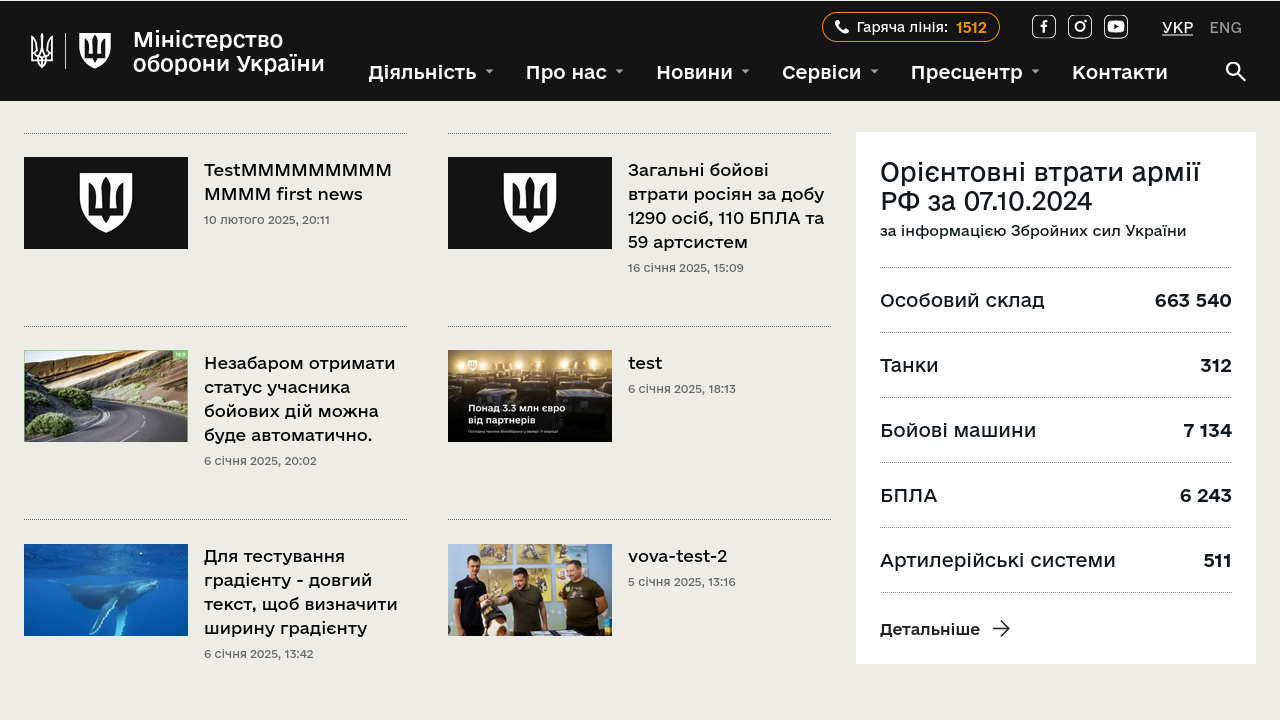 Міністерство
оборони України
Гаряча лінія: 1512
УКР ENG
Діяльність Про нас Новини Сервіси Пресцентр Контакти
TestМММММММММ
ММММ first news
10 лютого 2025, 20:11
Загальні бойові
втрати росіян за добу
1290 осіб, 110 БПЛА та
59 артсистем
16 січня 2025, 15:09
Незабаром отримати
статус учасника
бойових дій можна
буде автоматично.
6 січня 2025, 20:02
Понад 3.3 млн євро
від партнерів
test
6 січня 2025, 18:13
Для тестування
градієнту - довгий
текст, щоб визначити
ширину градієнту
6 січня 2025, 13:42
vova-test-2
5 січня 2025, 13:16
Орієнтовні втрати армії
РФ за 07.10.2024
за інформацією Збройних сил України
Особовий склад 663 540
Танки 312
Бойові машини 7 134
БПЛА 6 243
Артилерійські системи 511
Детальніше